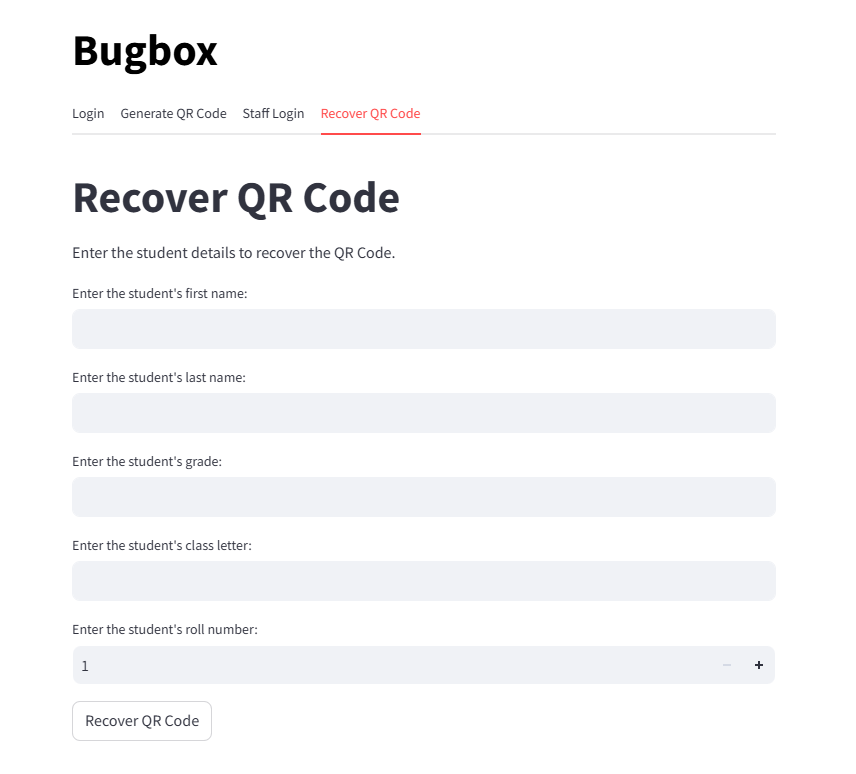 Bugbox
Login Generate QR Code Staff Login Recover QR Code
Recover QR Code
Enter the student details to recover the QR Code.
Enter the student's first name:
Enter the student's last name:
Enter the student's grade:
Enter the student's class letter:
Enter the student's roll number:
1 − +
Recover QR Code